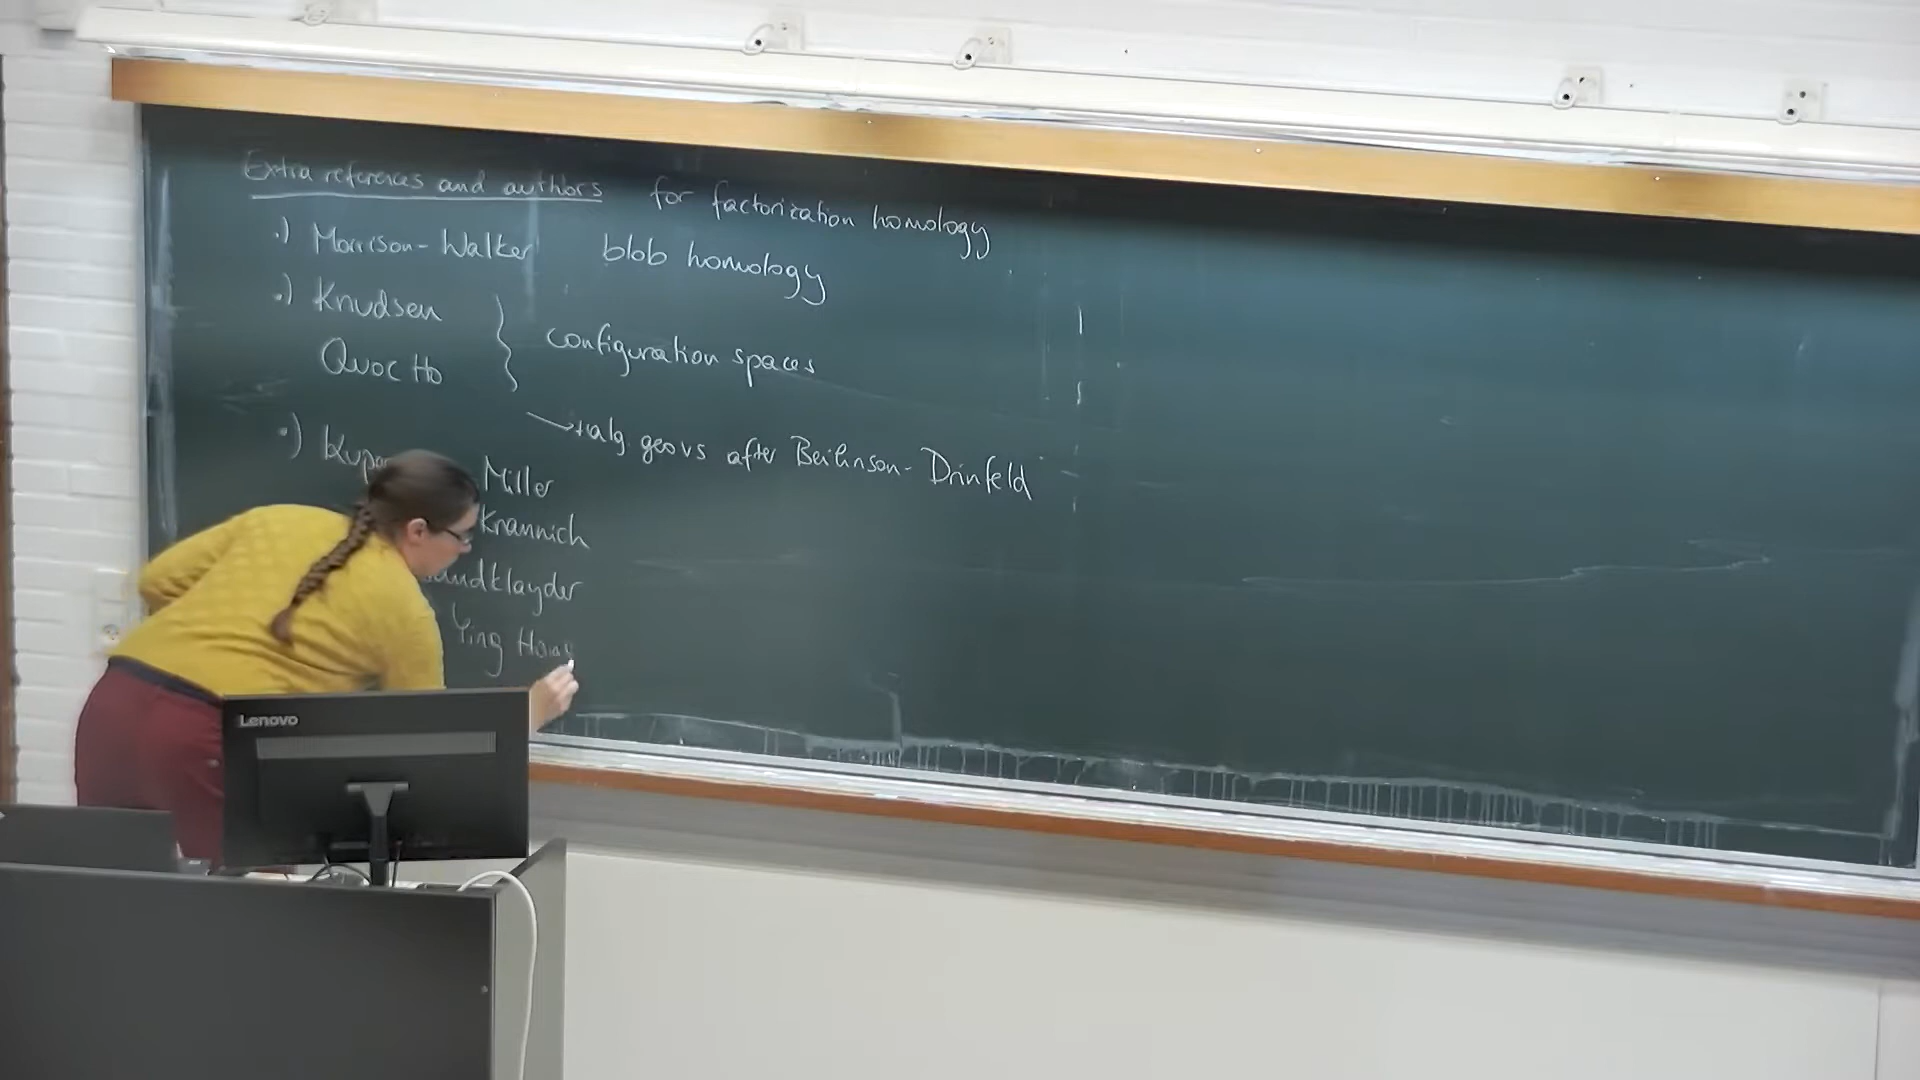 Extra references and authors for factorization homology
·) Morrison-Walker blob homology
·) Knudsen
Quoc Ho
configuration spaces
→ +alg. geo vs after Beilinson-Drinfeld
·) Miller
Krannich
Ying
Lenovo